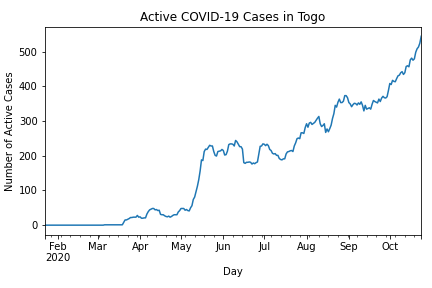 Active COVID-19 Cases in Togo
Number of Active Cases
500
400
300
200
100
0
Feb Mar Apr May Jun Jul Aug Sep Oct
2020
Day